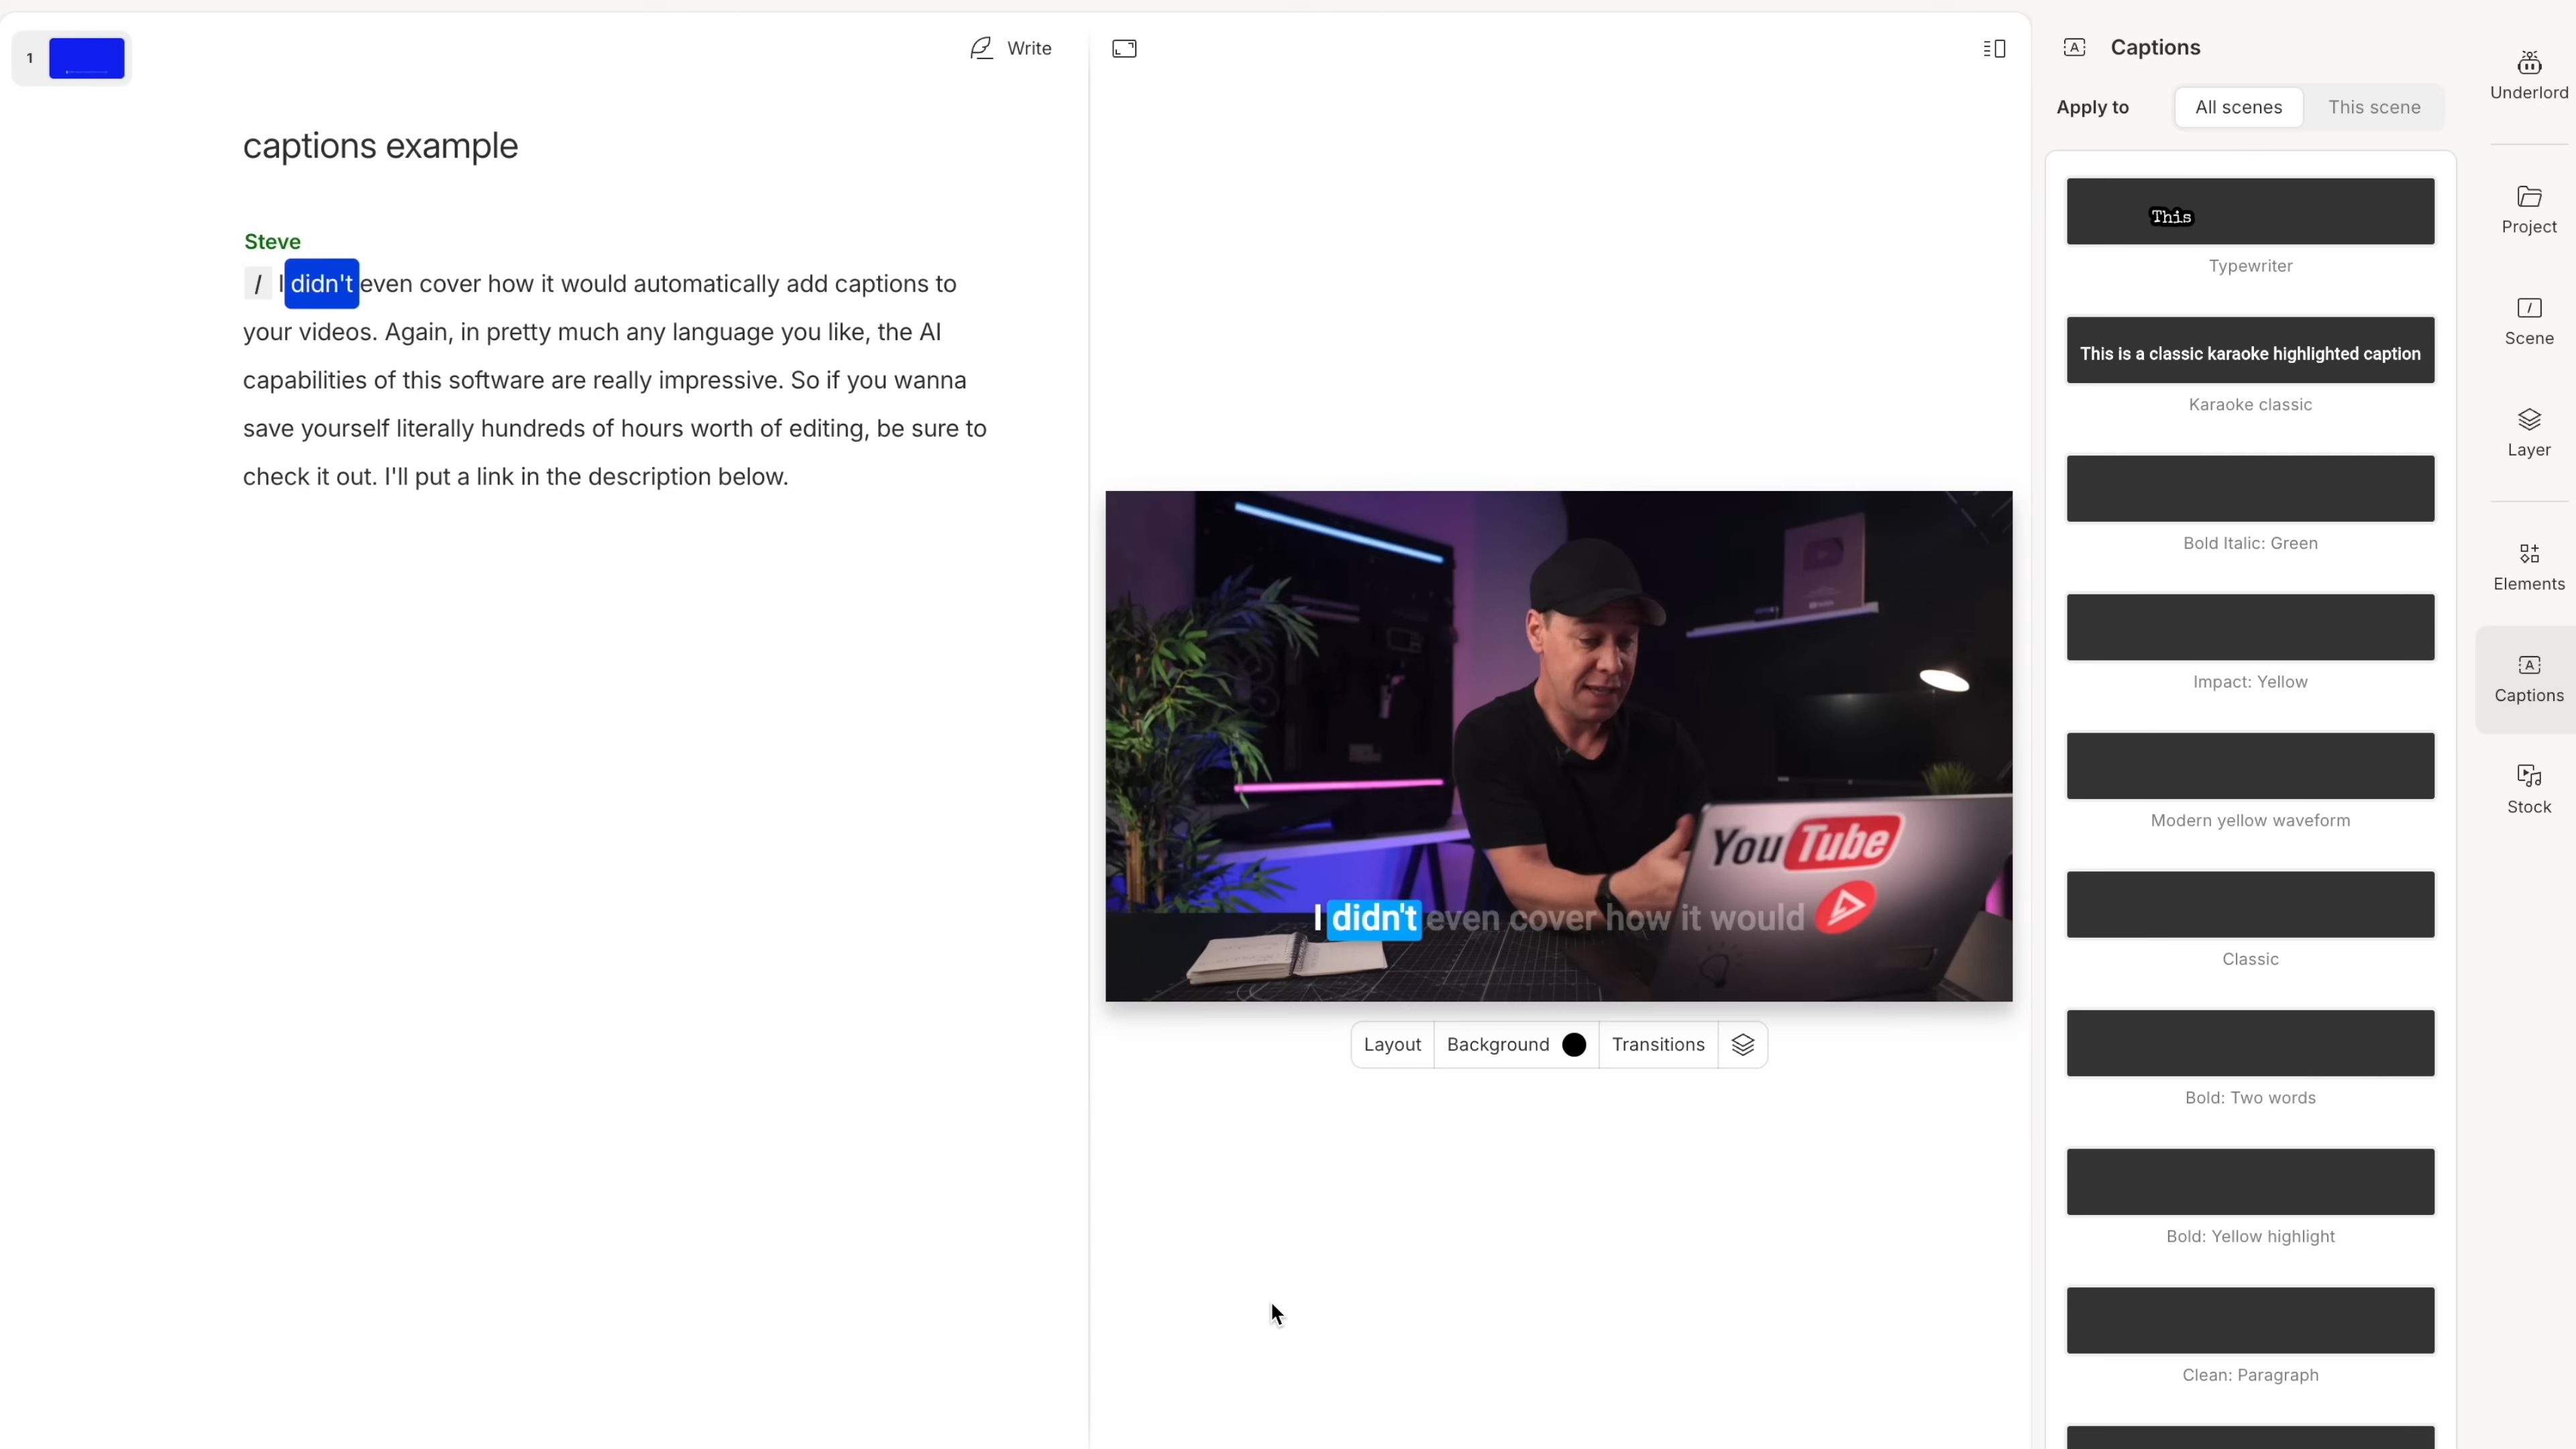 1
Write
captions example
Steve
/ I didn't even cover how it would automatically add captions to
your videos. Again, in pretty much any language you like, the AI
capabilities of this software are really impressive. So if you wanna
save yourself literally hundreds of hours worth of editing, be sure to
check it out. I'll put a link in the description below.
YouTube
I didn't even cover how it would
Layout
Background
Transitions
A Captions
Apply to
All scenes
This scene
This
Typewriter
This is a classic karaoke highlighted caption
Karaoke classic
Bold Italic: Green
Impact: Yellow
Modern yellow waveform
Classic
Bold: Two words
Bold: Yellow highlight
Clean: Paragraph
Underlord
Project
/
Scene
Layer
Elements
A
Captions
Stock